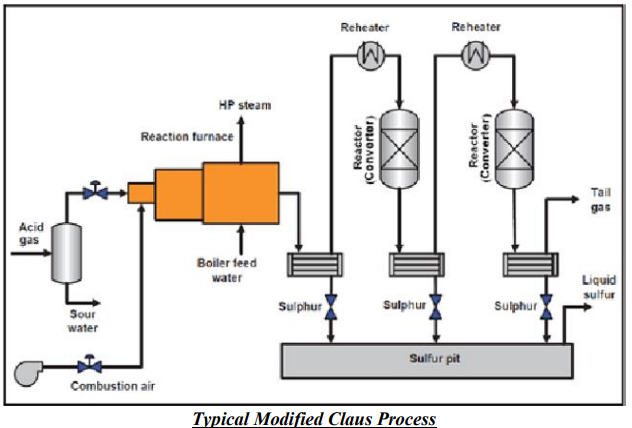 Reheater
Reheater
HP steam
Reaction furnace
Reactor
(Converter)
Reactor
(Converter)
Acid
gas
Tail
gas
Boiler feed
water
Sour
water
Sulphur
Sulphur
Sulphur
Liquid
sulfur
Sulfur pit
Combustion air
Typical Modified Claus Process